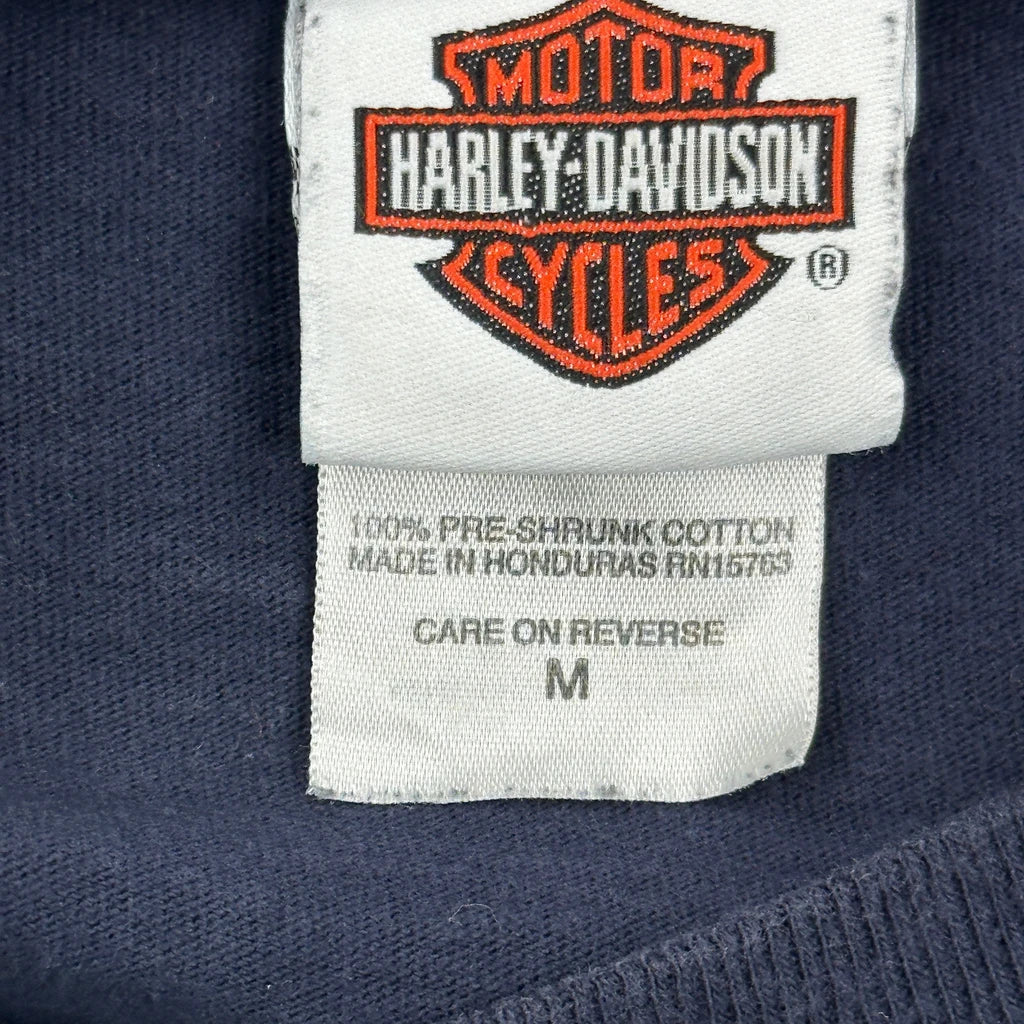 MOTOR
HARLEY-DAVIDSON
CYCLES
®
100% PRE-SHRUNK COTTON
MADE IN HONDURAS RN15763
CARE ON REVERSE
M